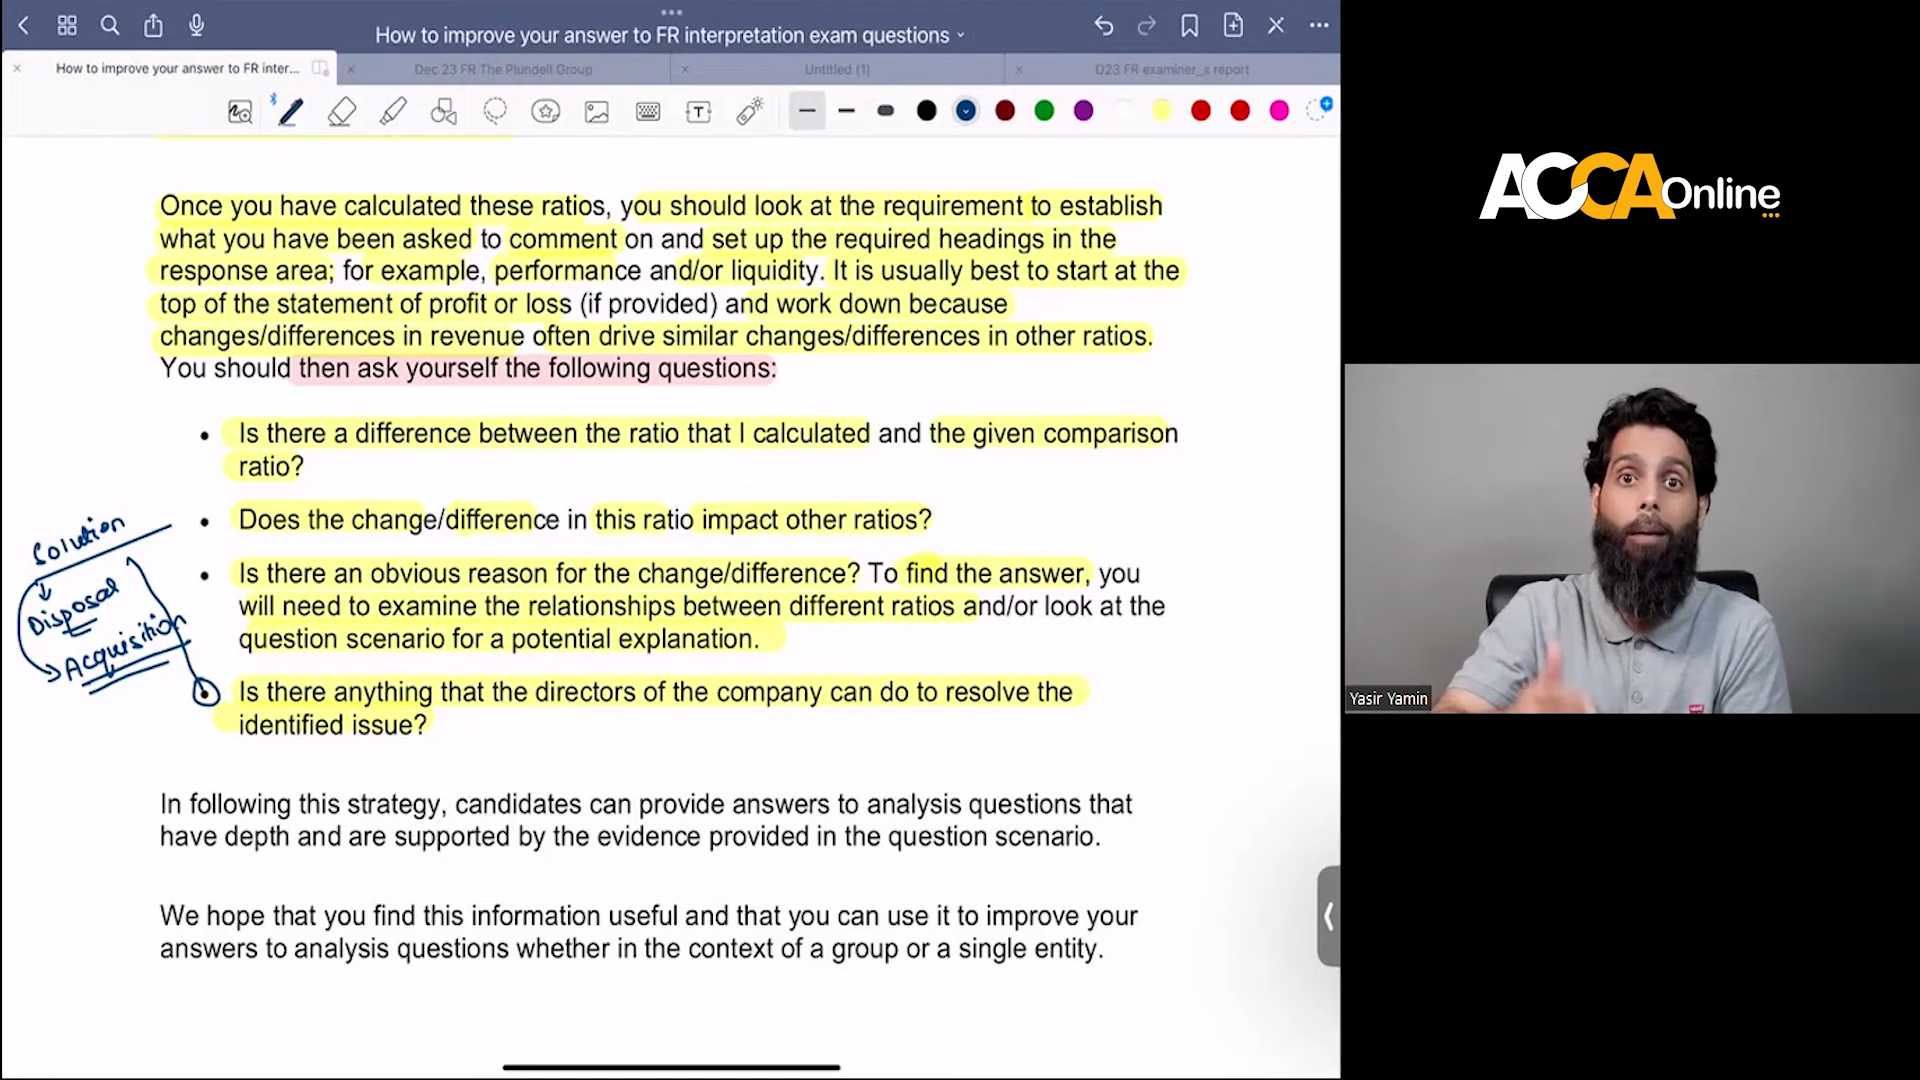 How to improve your answer to FR interpretation exam questions
How to improve your answer to FR inter...
Dec 23 FR The Plundell Group
Untitled (1)
D23 FR examiner_s report
Once you have calculated these ratios, you should look at the requirement to establish
what you have been asked to comment on and set up the required headings in the
response area; for example, performance and/or liquidity. It is usually best to start at the
top of the statement of profit or loss (if provided) and work down because
changes/differences in revenue often drive similar changes/differences in other ratios.
You should then ask yourself the following questions:
• Is there a difference between the ratio that I calculated and the given comparison
ratio?
• Does the change/difference in this ratio impact other ratios?
• Is there an obvious reason for the change/difference? To find the answer, you
will need to examine the relationships between different ratios and/or look at the
question scenario for a potential explanation.
• Is there anything that the directors of the company can do to resolve the
identified issue?
Solution
Disposal
Acquisition
In following this strategy, candidates can provide answers to analysis questions that
have depth and are supported by the evidence provided in the question scenario.
We hope that you find this information useful and that you can use it to improve your
answers to analysis questions whether in the context of a group or a single entity.
ACCA Online
Yasir Yamin